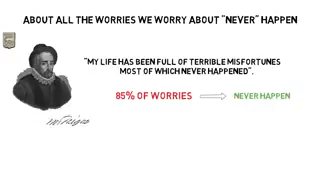 ABOUT ALL THE WORRIES WE WORRY ABOUT "NEVER" HAPPEN
"MY LIFE HAS BEEN FULL OF TERRIBLE MISFORTUNES
MOST OF WHICH NEVER HAPPENED".
85% OF WORRIES
NEVER HAPPEN